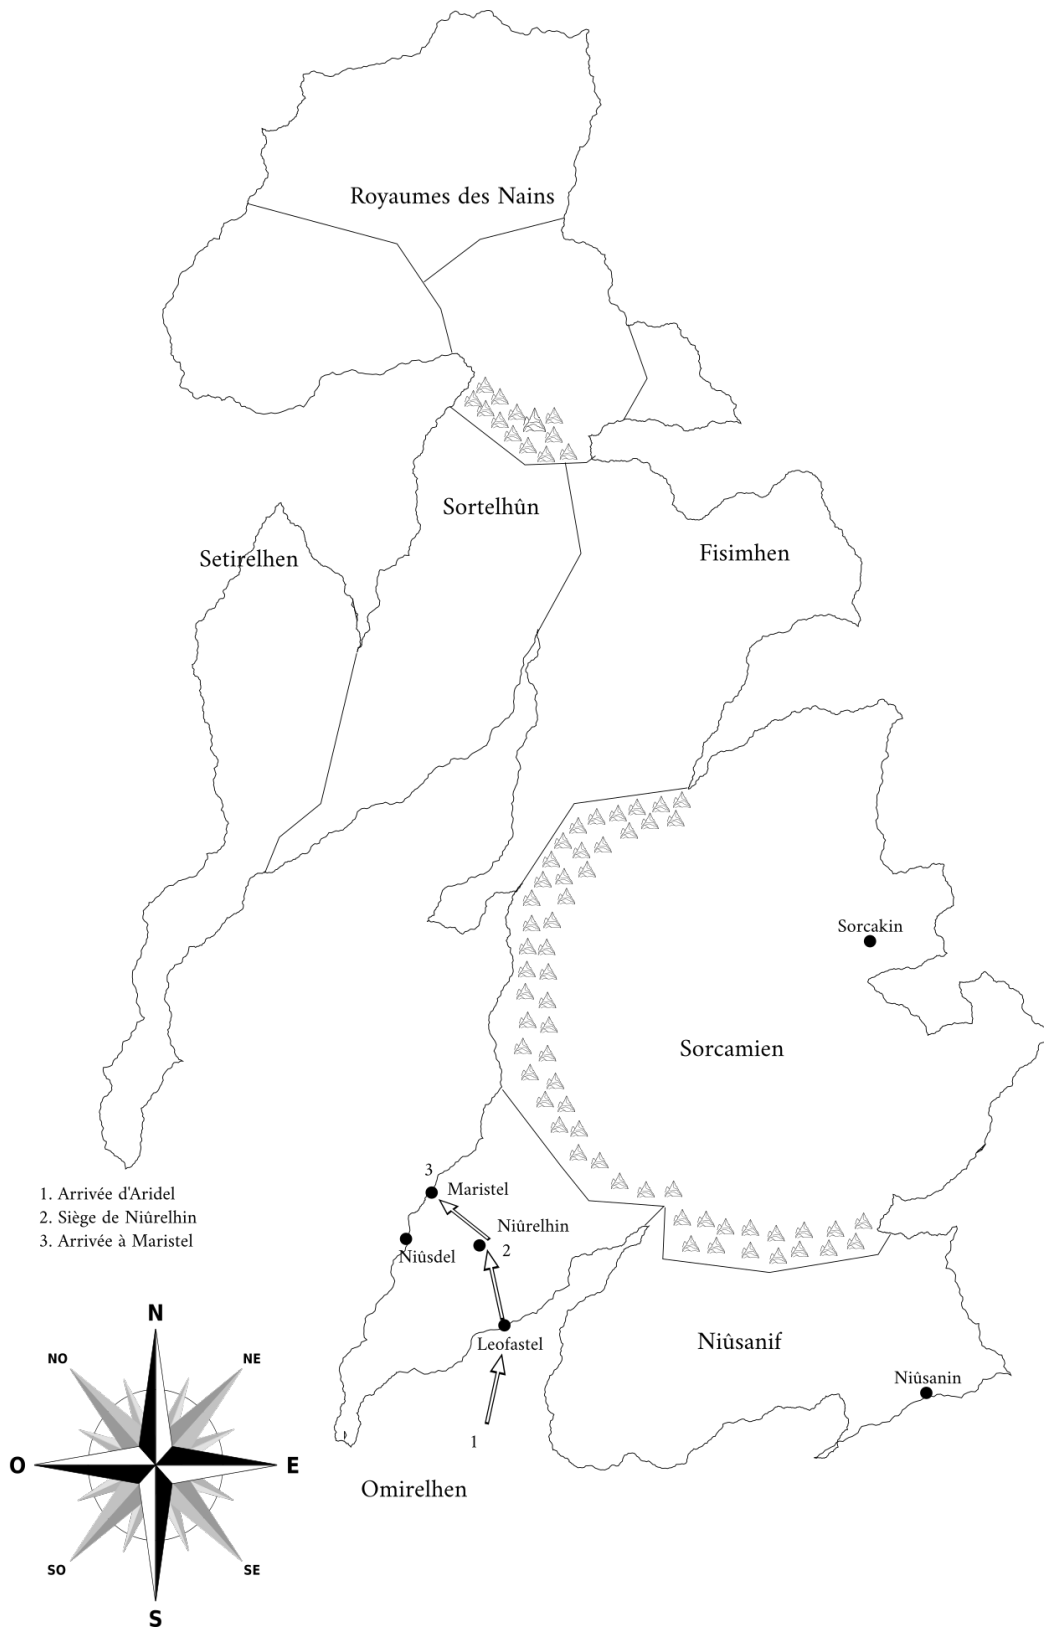 Royaumes des Nains
Sortelhûn
Setirelhen
Fisimhen
Sorcakin
Sorcamien
3
Maristel
1. Arrivée d'Aridel
2. Siège de Niûrelhin
3. Arrivée à Maristel
Niûrelhin
Niûsdel
2
Leofastel
Niûsanif
Niûsanin
1
Omirelhen
N
NO
NE
O
E
SO
SE
S